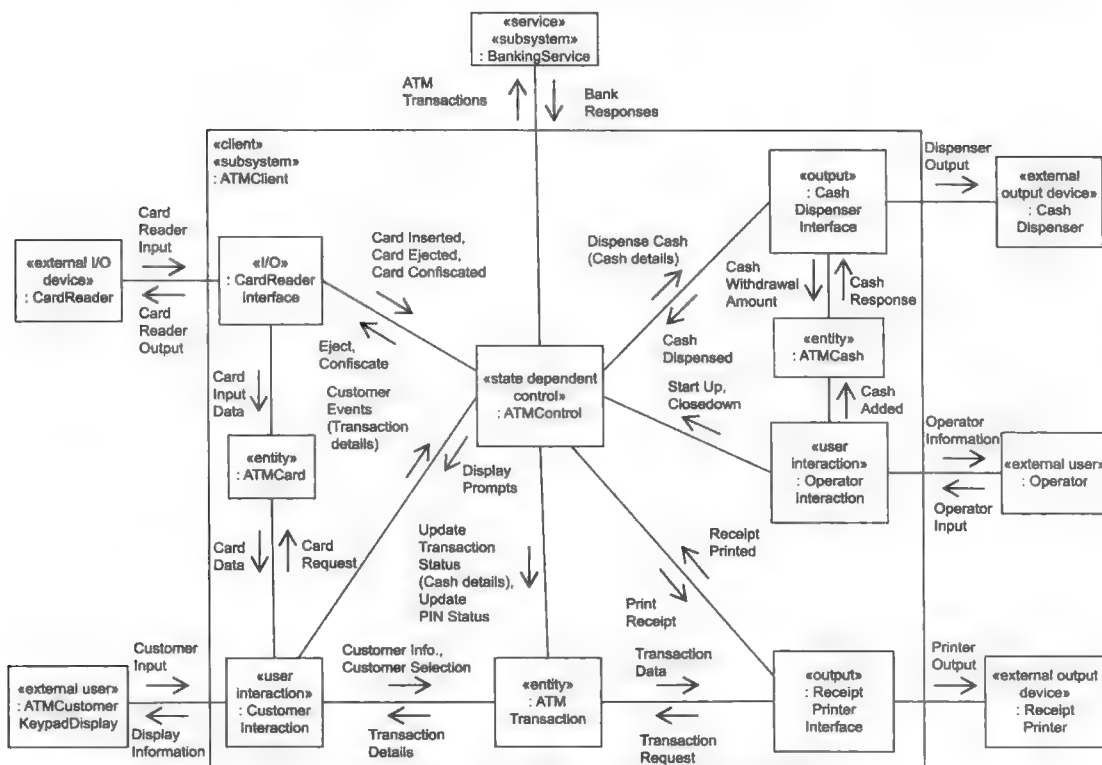 «service»
«subsystem»
: BankingService
ATM
Transactions
Bank
Responses
«client»
«subsystem»
: ATMClient
Dispenser
Output
«output»
: Cash
Dispenser
Interface
«external
output device»
: Cash
Dispenser
Card
Reader
Input
«external I/O
device»
: CardReader
Card
Reader
Output
«I/O»
: CardReader
Interface
Card Inserted,
Card Ejected,
Card Confiscated
Eject,
Confiscate
Dispense Cash
(Cash details)
Cash
Withdrawal
Amount
Cash
Response
Cash
Dispensed
«entity»
: ATMCash
Cash
Added
«state dependent
control»
: ATMControl
Start Up,
Closedown
Card
Input
Data
Customer
Events
(Transaction
details)
«entity»
: ATMCard
Display
Prompts
«user
interaction»
: Operator
Interaction
Operator
Information
«external user»
: Operator
Operator
Input
Card
Data
Card
Request
Update
Transaction
Status
(Cash details),
Update
PIN Status
Receipt
Printed
Print
Receipt
Customer
Input
«external user»
: ATMCustomer
KeypadDisplay
Display
Information
«user
interaction»
: Customer
Interaction
Customer Info.,
Customer Selection
Transaction
Details
«entity»
: ATM
Transaction
Transaction
Data
Transaction
Request
«output»
: Receipt
Printer
Interface
Printer
Output
«external output
device»
: Receipt
Printer